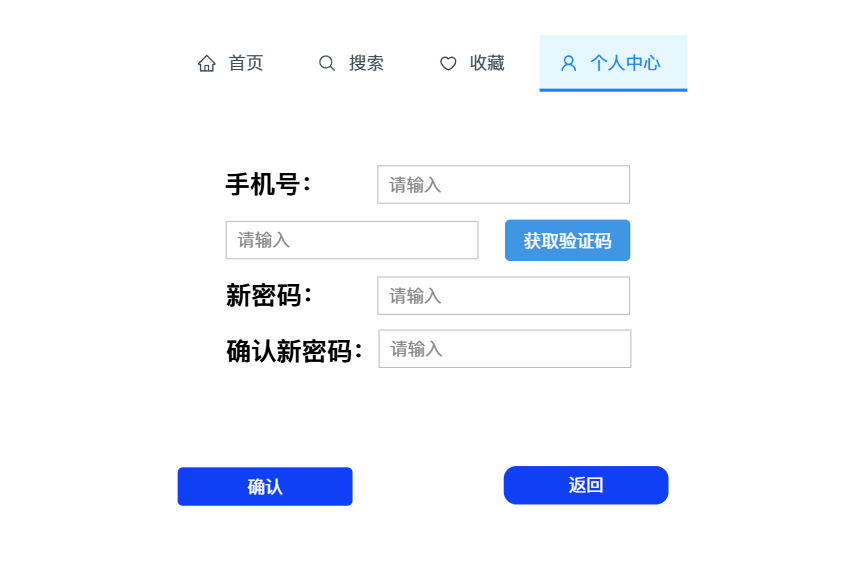 首页 搜索 收藏 个人中心
手机号： 请输入
请输入 获取验证码
新密码： 请输入
确认新密码： 请输入
确认 返回